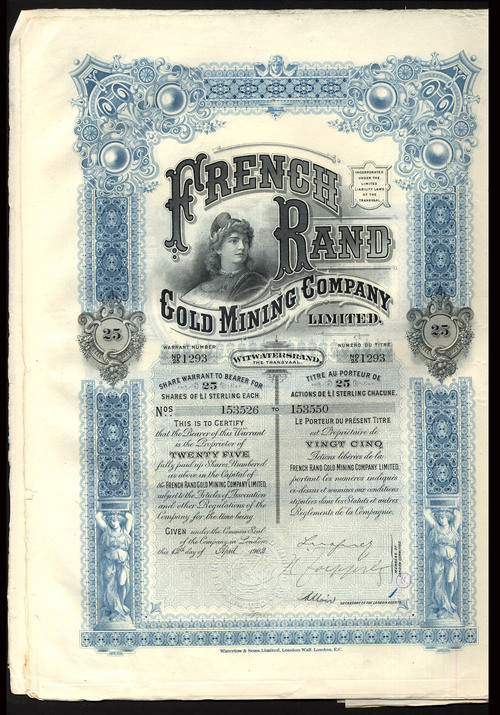 FRENCH
RAND
INCORPORATED
UNDER THE
LIMITED
LIABILITY LAWS
OF THE
TRANSVAAL.
GOLD MINING COMPANY
LIMITED.
25
25
WARRANT NUMBER
NUMERO DU TITRE
No 25 1293
WITWATERSRAND,
THE TRANSVAAL.
No 25 1293
SHARE WARRANT TO BEARER FOR
25
SHARES OF £1 STERLING EACH.
TITRE AU PORTEUR DE
25
ACTIONS DE £1 STERLING CHACUNE.
Nos 153526 TO 153550
THIS IS TO CERTIFY
that the Bearer of this Warrant
is the Proprietor of
TWENTY FIVE
fully paid up Shares Numbered
as above in the Capital of
the FRENCH RAND GOLD MINING COMPANY LIMITED,
subject to the Articles of Association
and other Regulations of the
Company for the time being.
GIVEN under the Common Seal
of the Company, in London,
this day of April 1902
LE PORTEUR DU PRÉSENT TITRE
est Propriétaire de
VINGT CINQ
Actions libérées de la
FRENCH RAND GOLD MINING COMPANY LIMITED,
portant les numéros indiqués
ci-dessus et soumises aux conditions
stipulées dans les Statuts et autres
Règlements de la Compagnie.
SECRETARY TO THE LONDON AGENTS.
Waterlow & Sons Limited, London Wall, London, E.C.